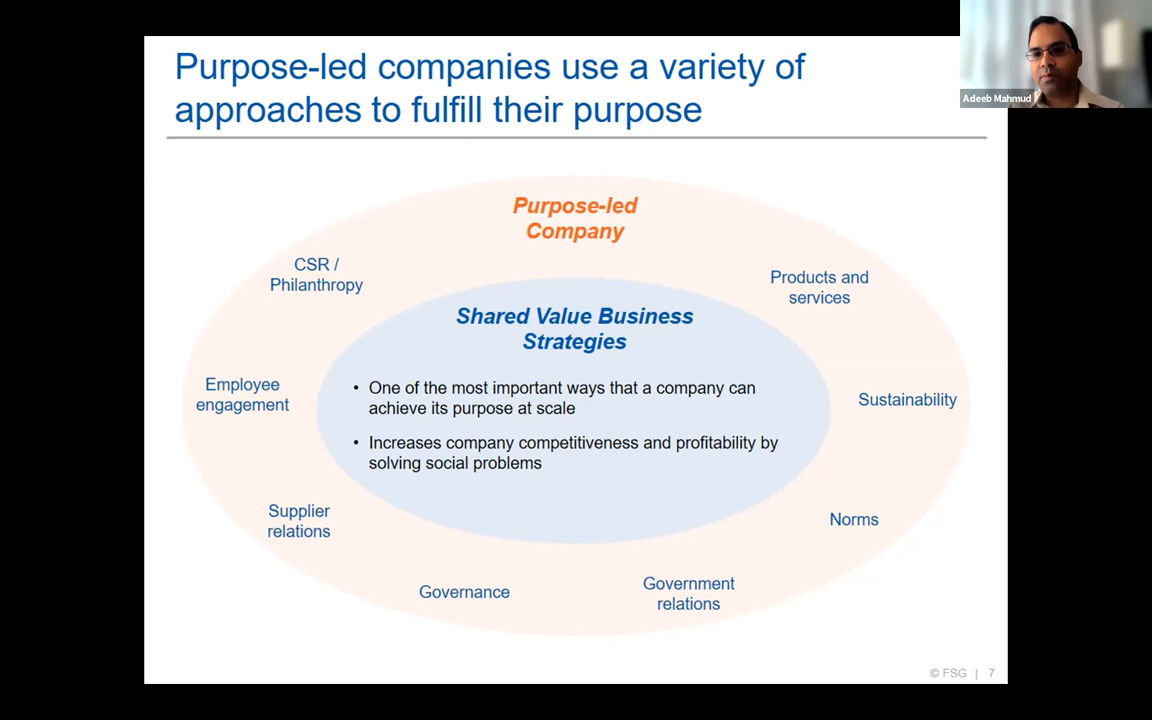 Purpose-led companies use a variety of
approaches to fulfill their purpose
Adeeb Mahmud
Purpose-led
Company
CSR /
Philanthropy
Products and
services
Shared Value Business
Strategies
• One of the most important ways that a company can
achieve its purpose at scale
• Increases company competitiveness and profitability by
solving social problems
Employee
engagement
Sustainability
Supplier
relations
Norms
Governance
Government
relations
© FSG | 7